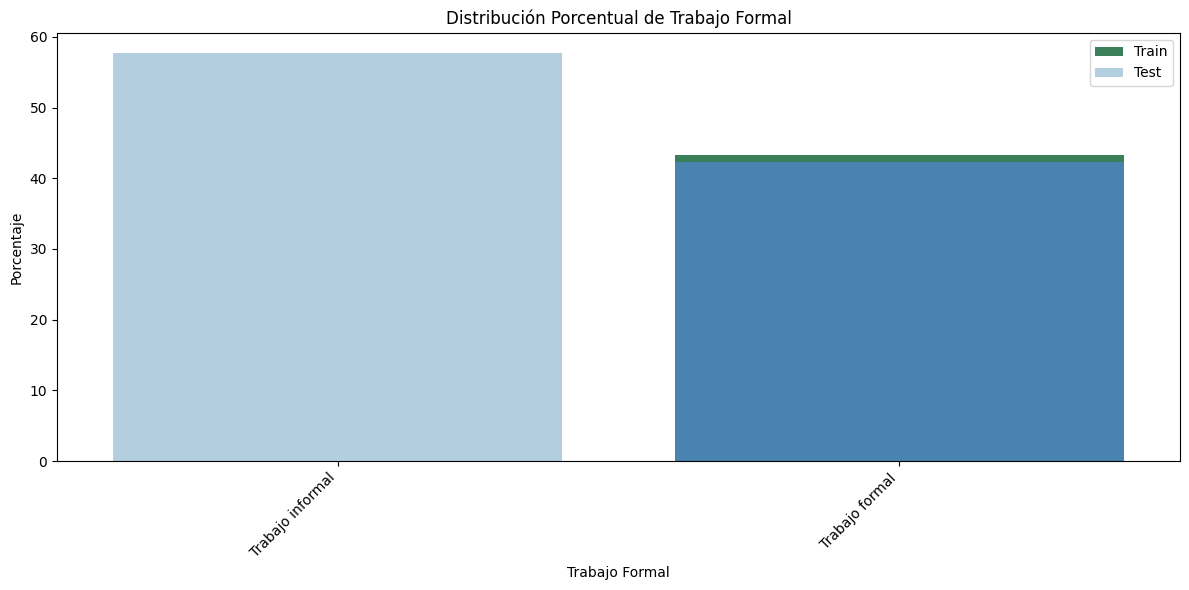 Distribución Porcentual de Trabajo Formal
Train
Test
60
50
40
30
20
10
0
Porcentaje
Trabajo informal
Trabajo formal
Trabajo Formal